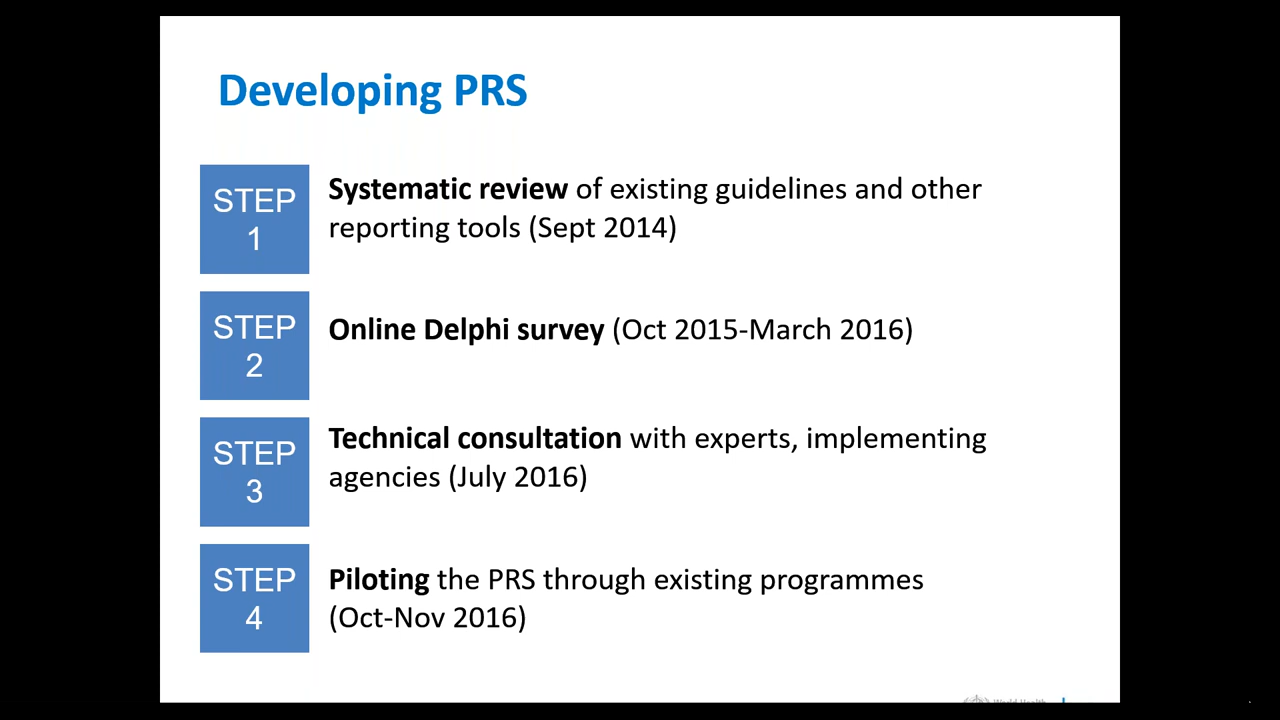 Developing PRS
STEP
1
Systematic review of existing guidelines and other
reporting tools (Sept 2014)
STEP
2
Online Delphi survey (Oct 2015-March 2016)
STEP
3
Technical consultation with experts, implementing
agencies (July 2016)
STEP
4
Piloting the PRS through existing programmes
(Oct-Nov 2016)